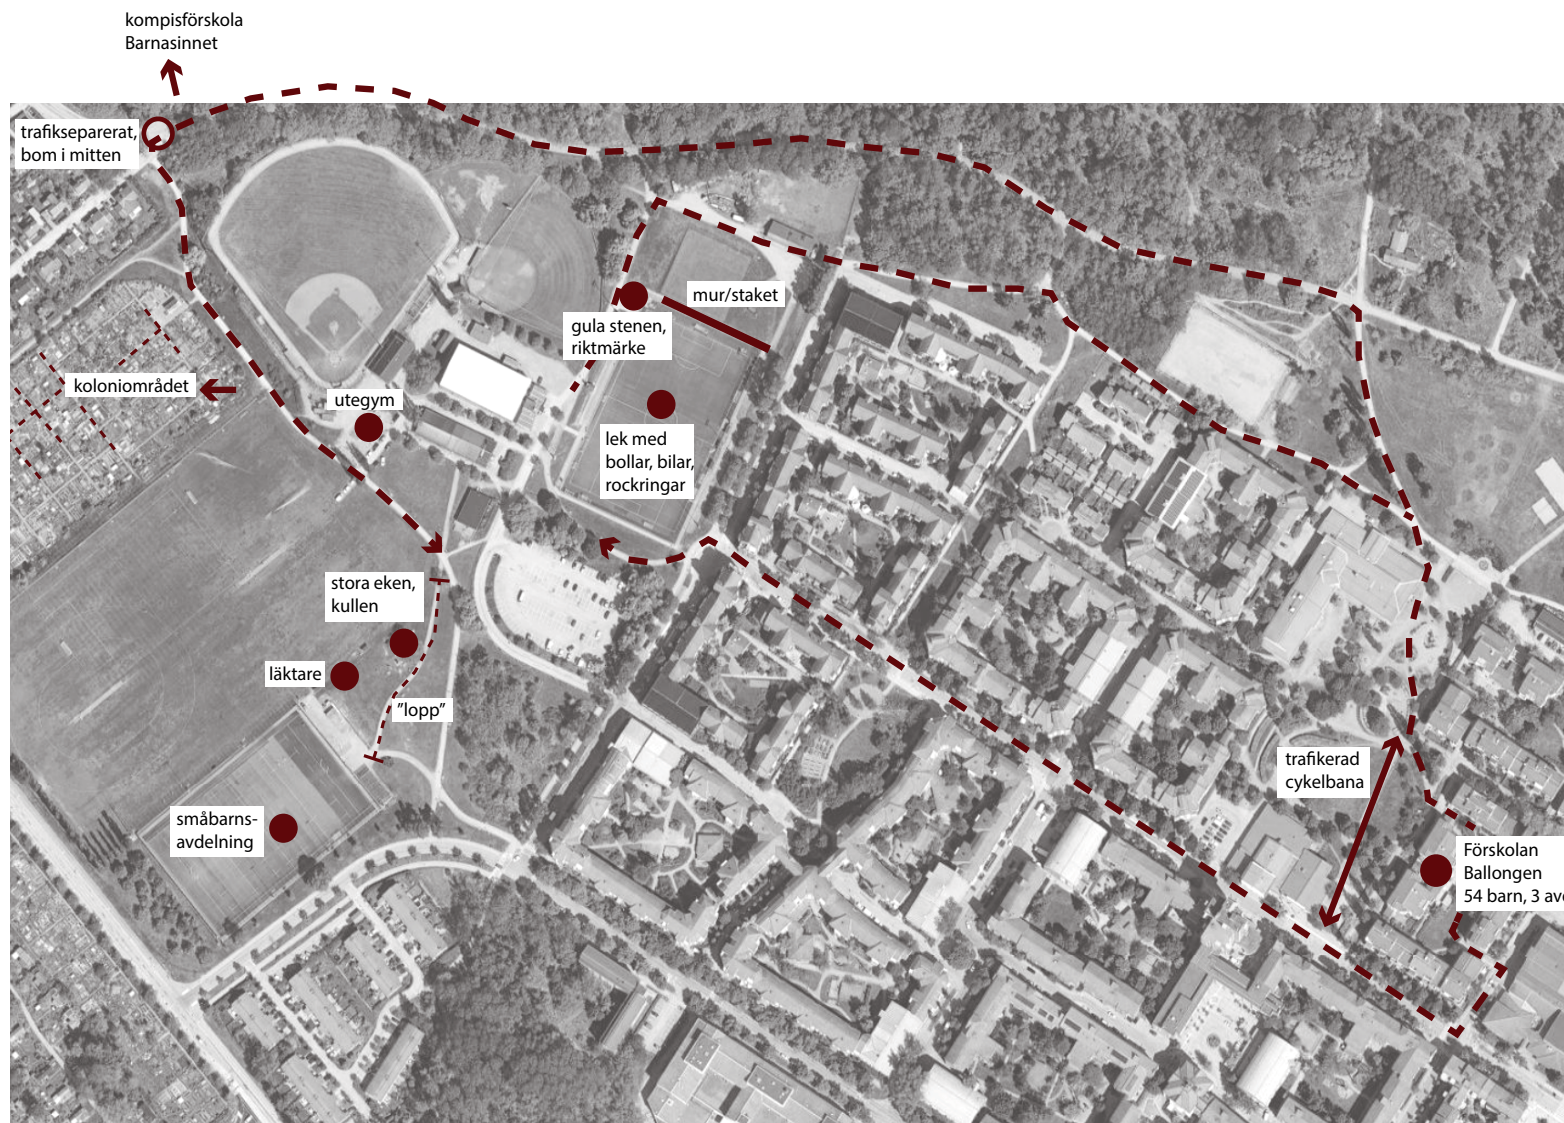 kompisförskola
Barnasinnet
trafikseparerat,
bom i mitten
mur/staket
gula stenen,
riktmärke
koloniområdet
utegym
lek med
bollar, bilar,
rockringar
stora eken,
kullen
läktare
”lopp”
trafikerad
cykelbana
småbarns-
avdelning
Förskolan
Ballongen
54 barn, 3 av